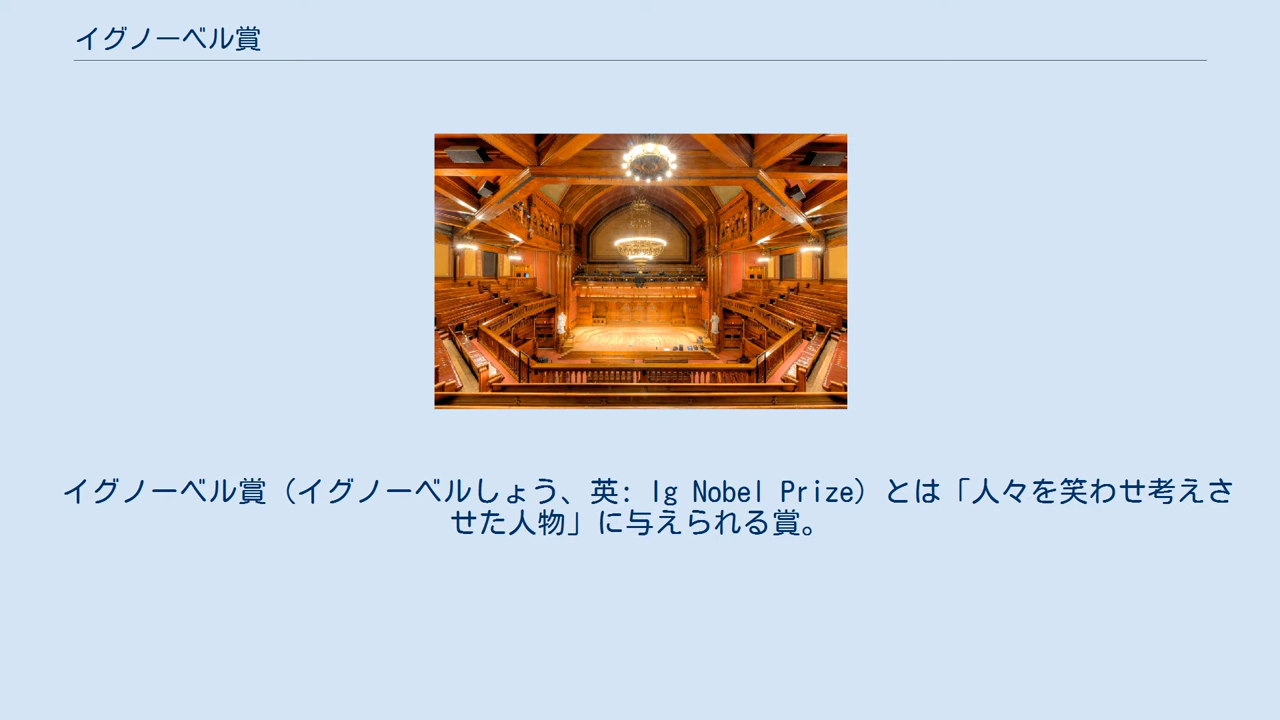 イグノーベル賞
イグノーベル賞（イグノーベルしょう、英: Ig Nobel Prize）とは「人々を笑わせ考えさ
せた人物」に与えられる賞。